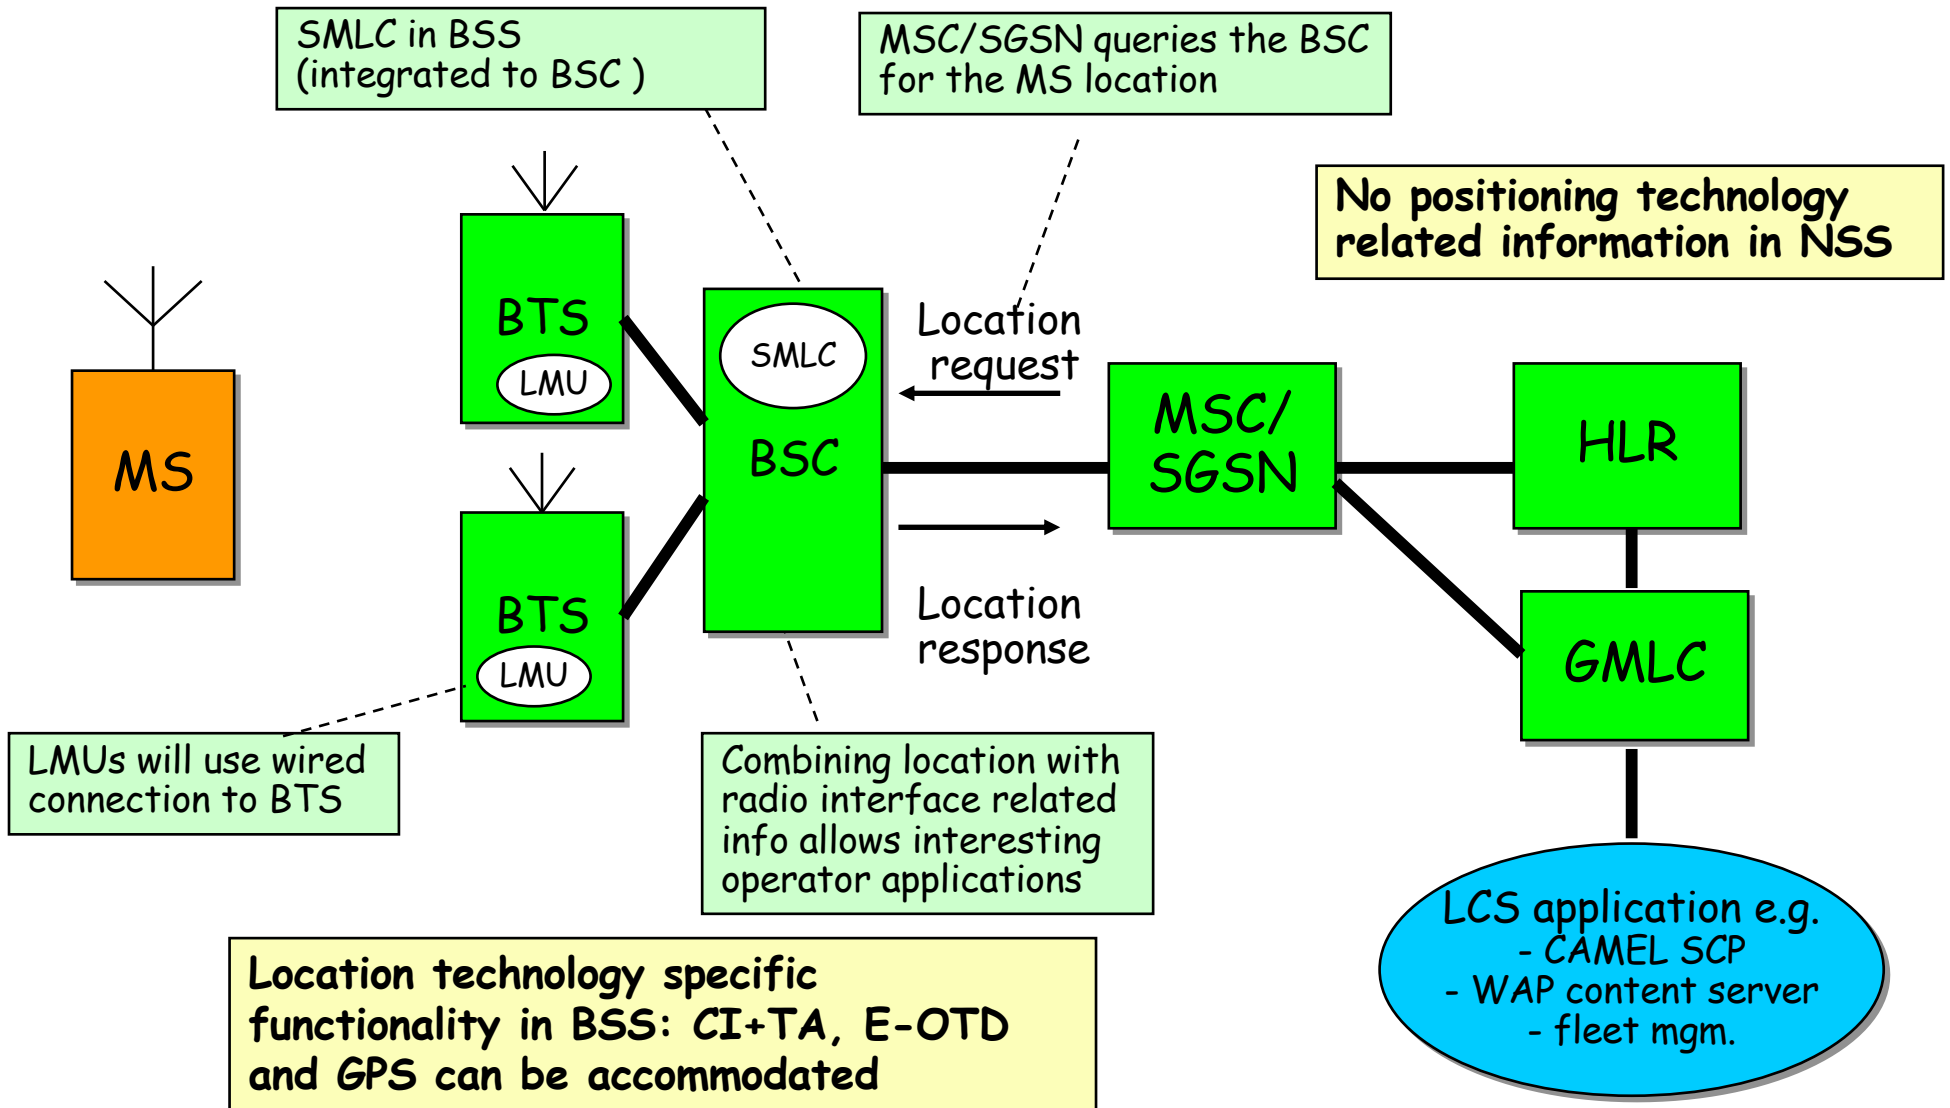 SMLC in BSS
(integrated to BSC )
MSC/SGSN queries the BSC
for the MS location
No positioning technology
related information in NSS
BTS
LMU
SMLC
BSC
Location
request
MSC/
SGSN
HLR
MS
BTS
LMU
Location
response
GMLC
LMUs will use wired
connection to BTS
Combining location with
radio interface related
info allows interesting
operator applications
LCS application e.g.
- CAMEL SCP
- WAP content server
- fleet mgm.
Location technology specific
functionality in BSS: CI+TA, E-OTD
and GPS can be accommodated